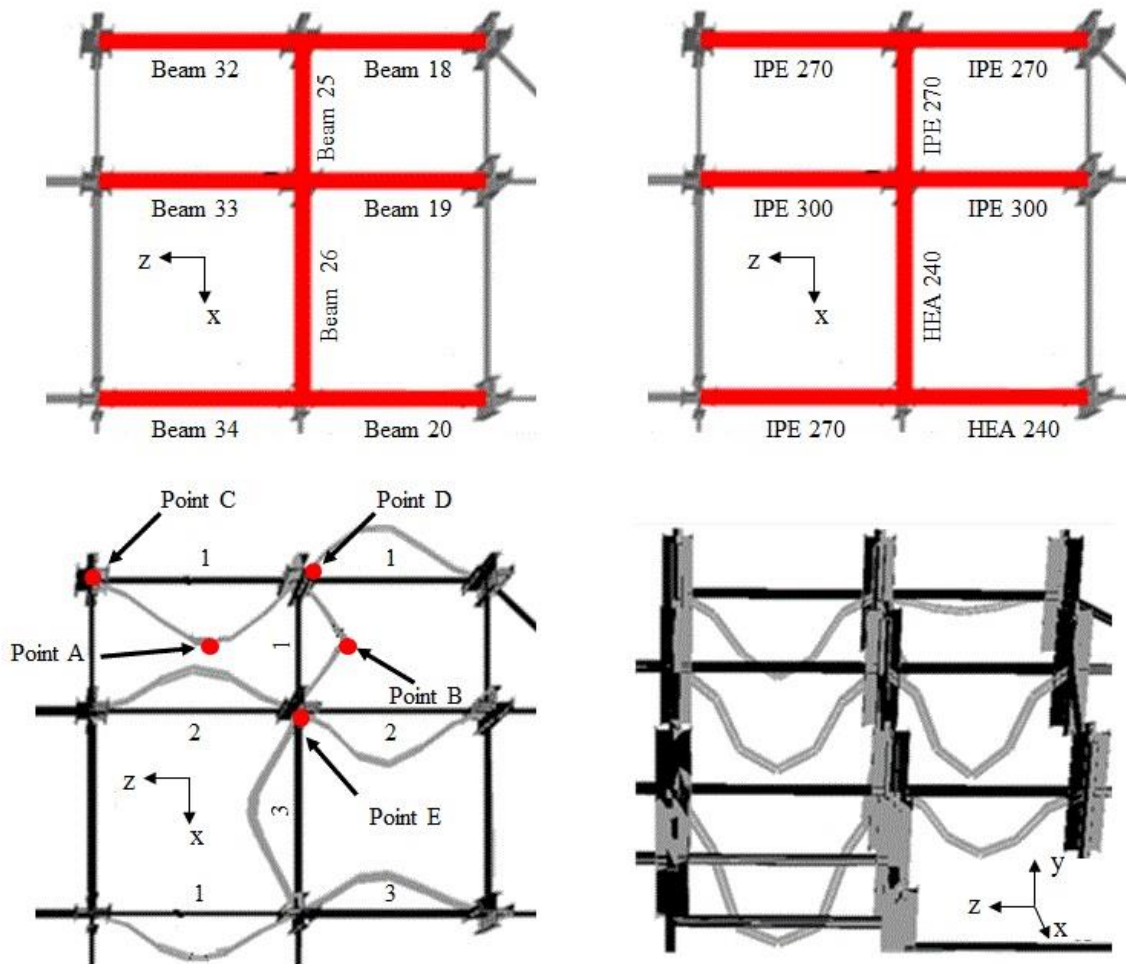 Beam 32
Beam 18
Beam 25
Beam 33
Beam 19
Beam 26
z
x
Beam 34
Beam 20
IPE 270
IPE 270
IPE 270
IPE 300
IPE 300
HEA 240
z
x
IPE 270
HEA 240
Point C
Point D
1
1
Point A
1
Point B
2
2
z
x
3
Point E
1
3
y
z
x